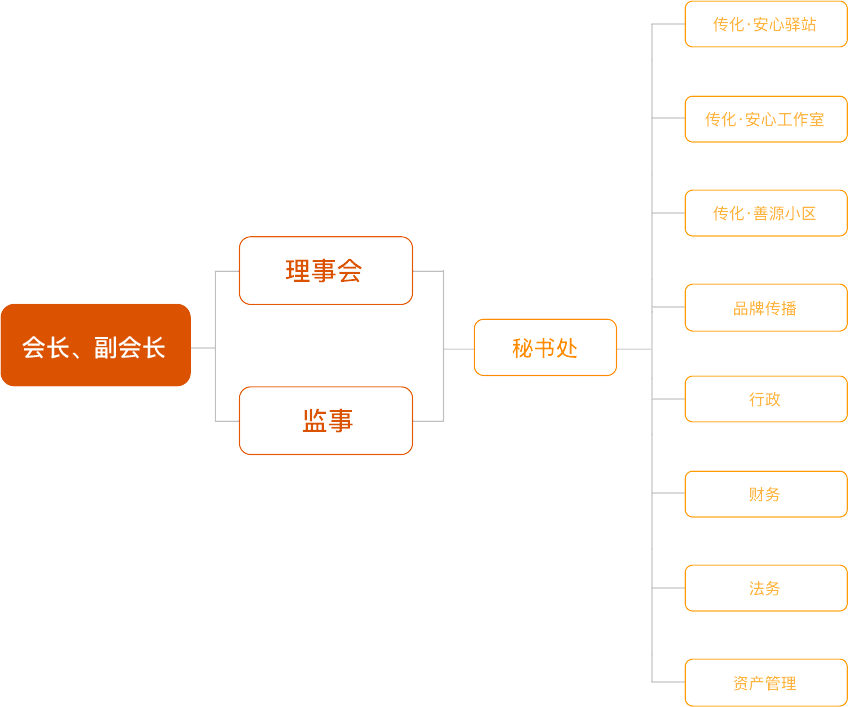 会长、副会长
理事会
监事
秘书处
传化·安心驿站
传化·安心工作室
传化·善源小区
品牌传播
行政
财务
法务
资产管理